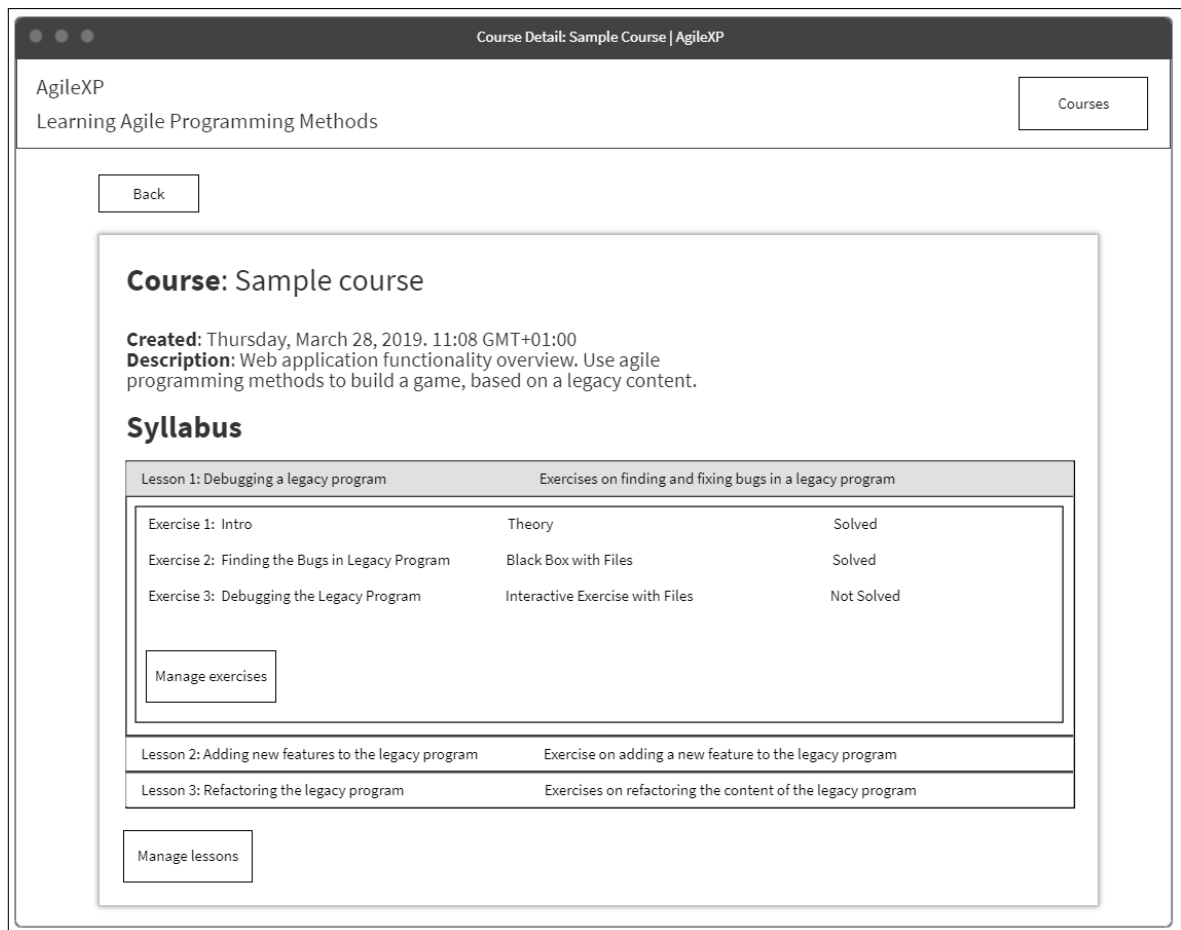 Course Detail: Sample Course | AgileXP
AgileXP
Learning Agile Programming Methods
Courses
Back
Course: Sample course
Created: Thursday, March 28, 2019. 11:08 GMT+01:00
Description: Web application functionality overview. Use agile
programming methods to build a game, based on a legacy content.
Syllabus
Lesson 1: Debugging a legacy program Exercises on finding and fixing bugs in a legacy program
Exercise 1: Intro Theory Solved
Exercise 2: Finding the Bugs in Legacy Program Black Box with Files Solved
Exercise 3: Debugging the Legacy Program Interactive Exercise with Files Not Solved
Manage exercises
Lesson 2: Adding new features to the legacy program Exercise on adding a new feature to the legacy program
Lesson 3: Refactoring the legacy program Exercises on refactoring the content of the legacy program
Manage lessons